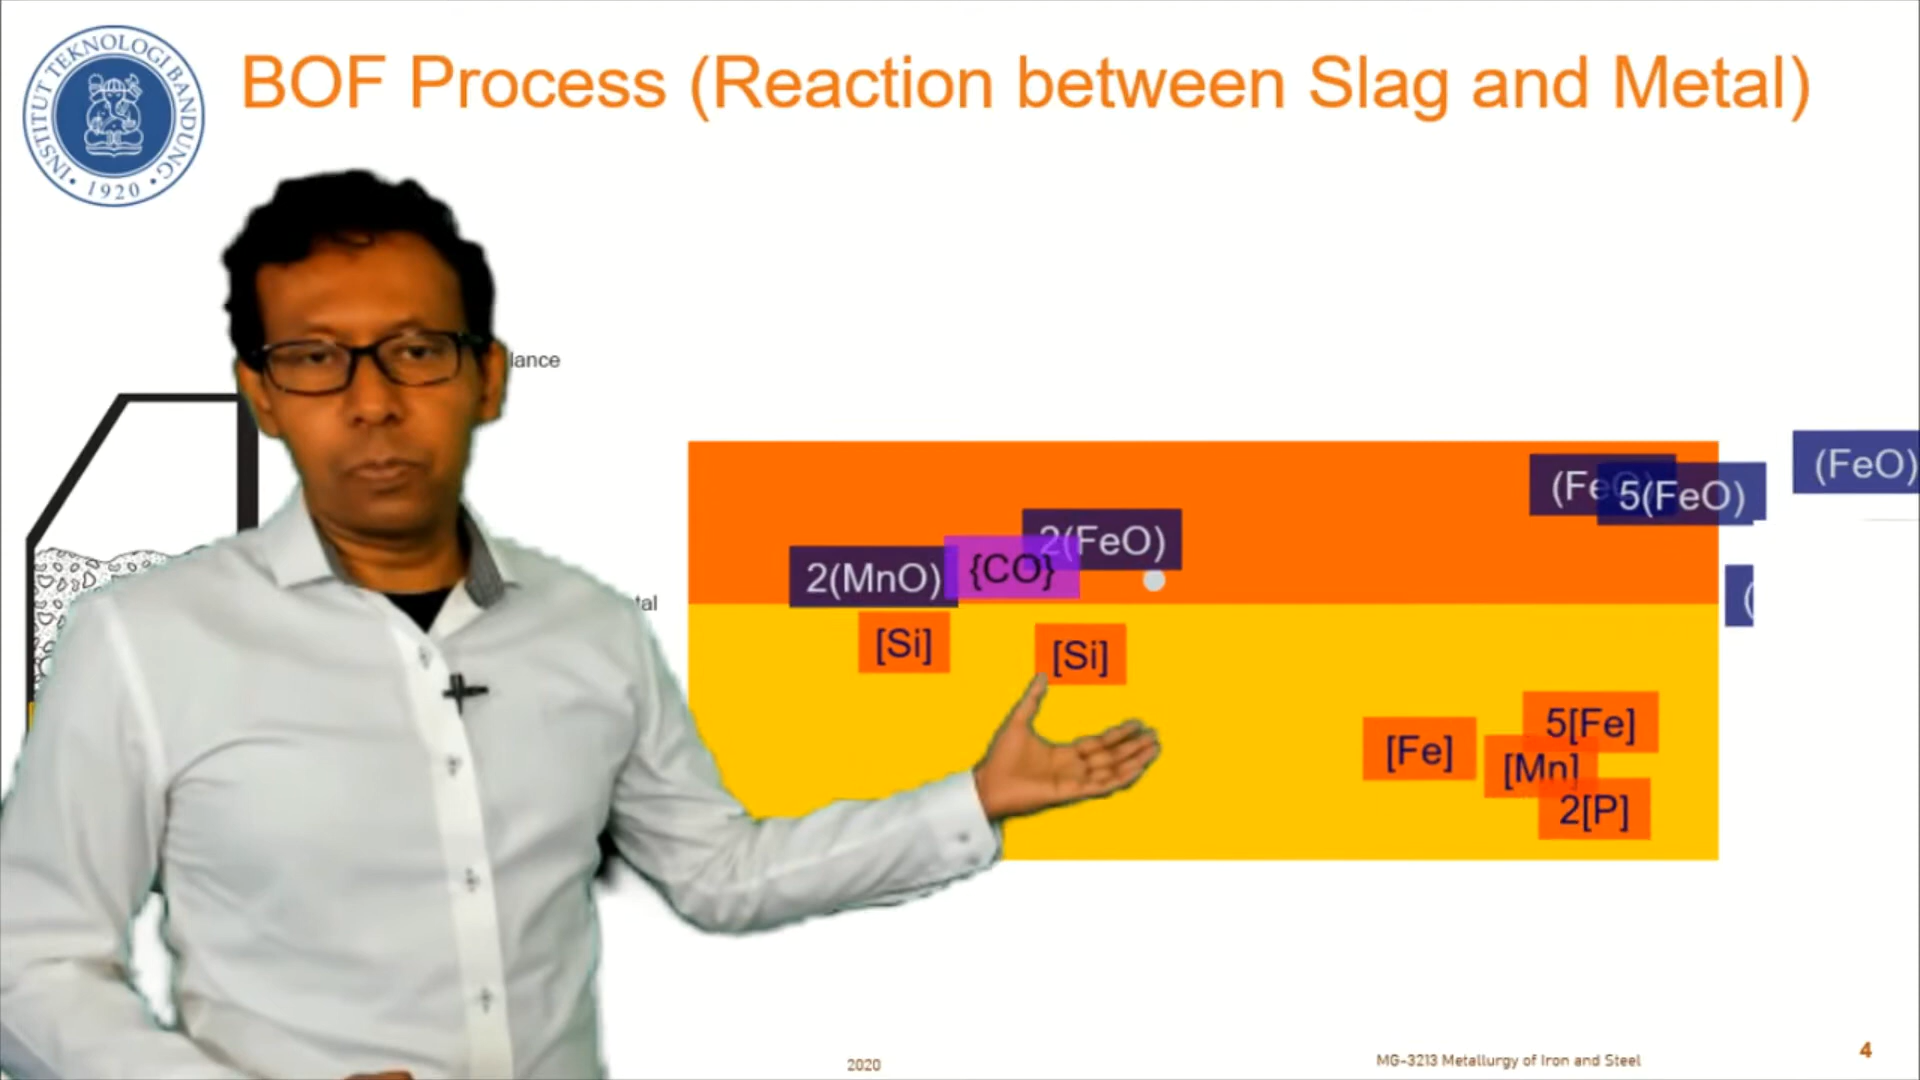 INSTITUT TEKNOLOGI BANDUNG
• 1920 •
BOF Process (Reaction between Slag and Metal)
lance
(FeO)
5(FeO)
(FeO)
2(FeO)
{CO}
2(MnO)
(
tal
[Si]
[Si]
5[Fe]
[Fe]
[Mn]
2[P]
2020
MG-3213 Metallurgy of Iron and Steel
4